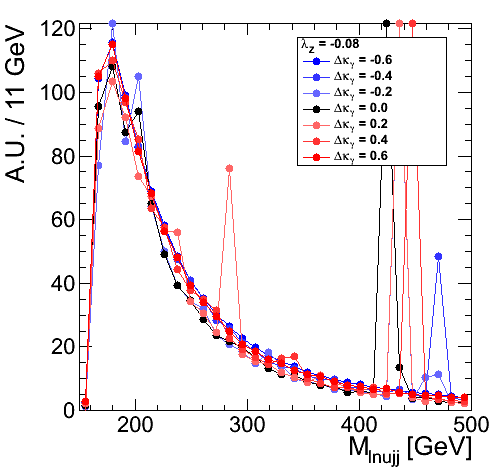 A.U. / 11 GeV
120
100
80
60
40
20
0
λz = -0.08
Δκγ = -0.6
Δκγ = -0.4
Δκγ = -0.2
Δκγ = 0.0
Δκγ = 0.2
Δκγ = 0.4
Δκγ = 0.6
200 300 400 500
Mlnujj [GeV]